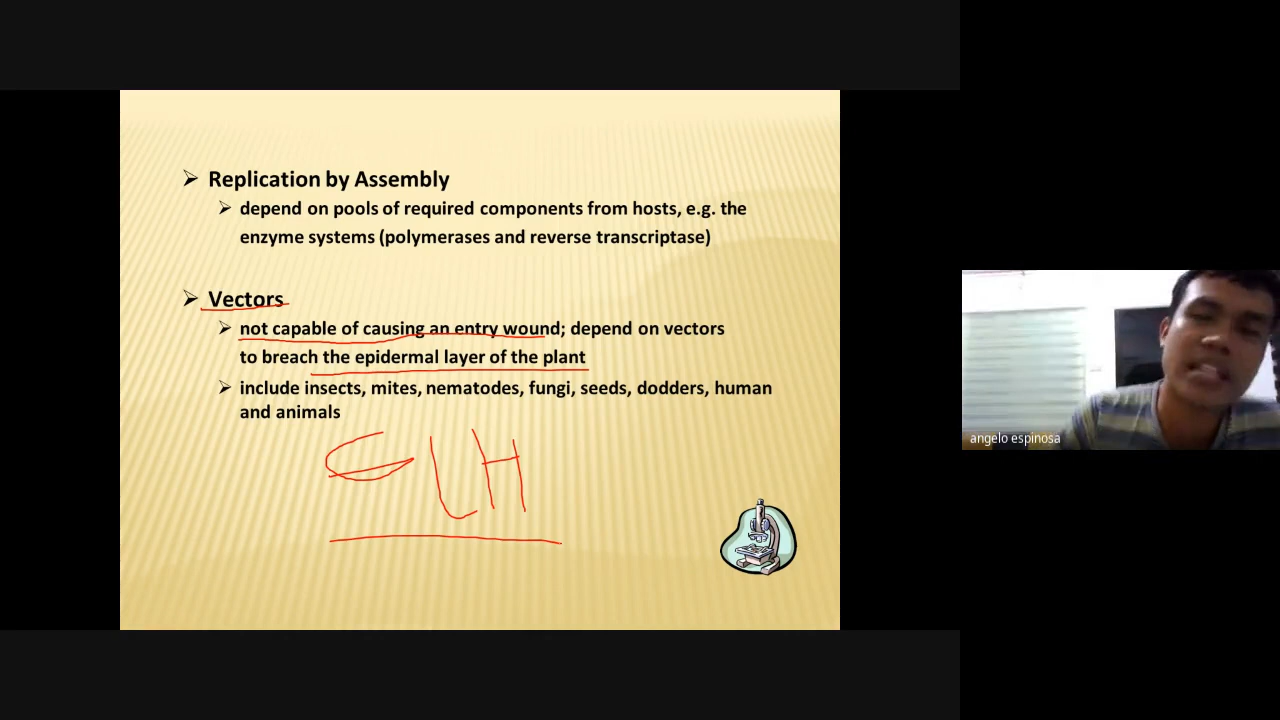 Replication by Assembly
depend on pools of required components from hosts, e.g. the
enzyme systems (polymerases and reverse transcriptase)
Vectors
not capable of causing an entry wound; depend on vectors
to breach the epidermal layer of the plant
include insects, mites, nematodes, fungi, seeds, dodders, human
and animals
GLH
angelo espinosa